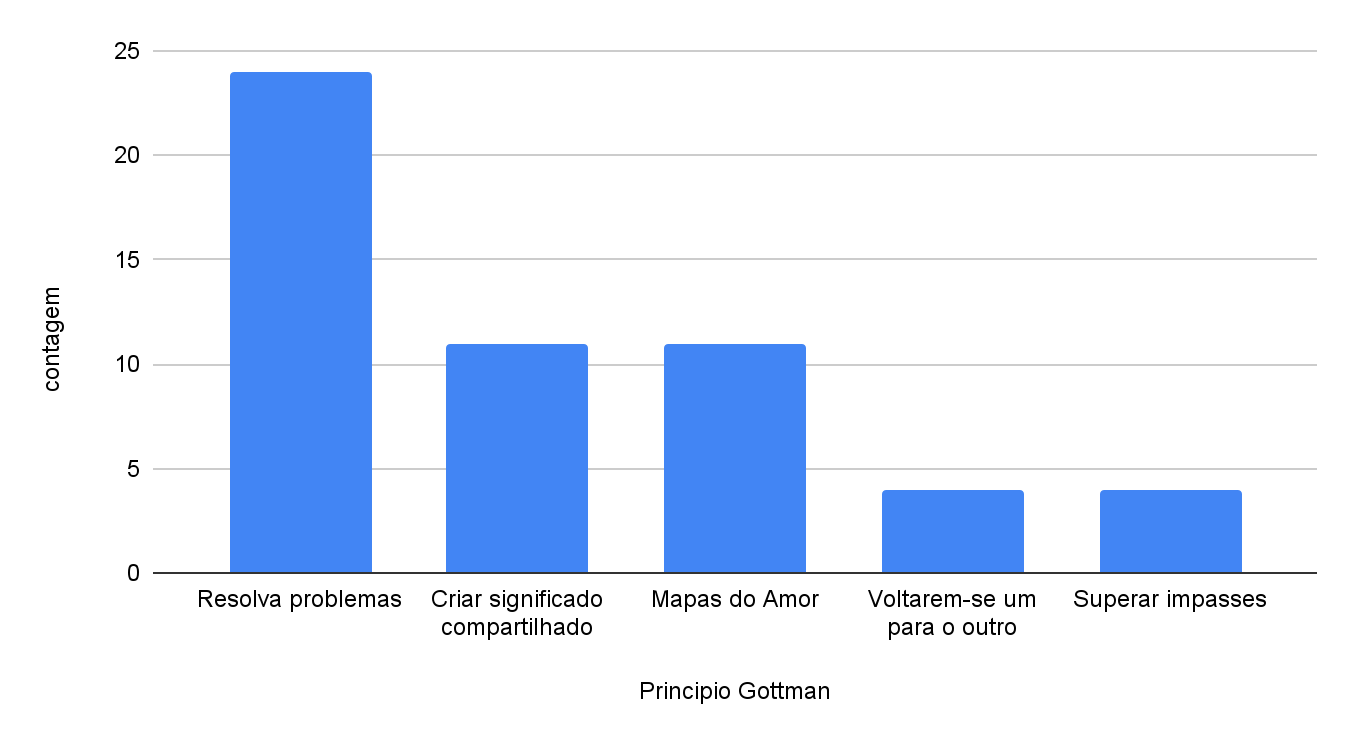 25
20
15
10
5
0
contagem
Resolva problemas
Criar significado
compartilhado
Mapas do Amor
Voltarem-se um
para o outro
Superar impasses
Principio Gottman